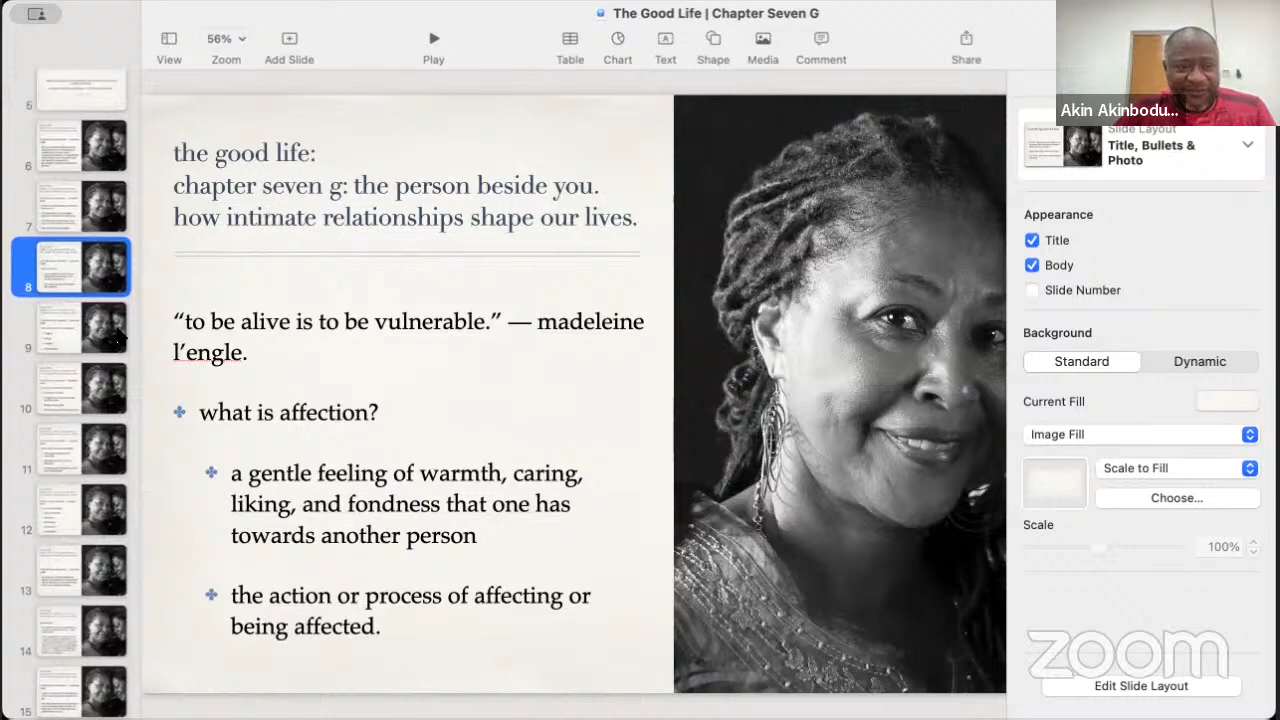 The Good Life | Chapter Seven G
56%
View
Zoom
Add Slide
Play
Table
Chart
Text
Shape
Media
Comment
Share
Akin Akinbodu...
5
6
7
8
9
10
11
12
13
14
15
the good life:
chapter seven g: the person beside you.
how intimate relationships shape our lives.
“to be alive is to be vulnerable.” — madeleine
l’engle.
what is affection?
a gentle feeling of warmth, caring,
liking, and fondness that one has
towards another person
the action or process of affecting or
being affected.
Slide Layout
Title, Bullets &
Photo
Appearance
Title
Body
Slide Number
Background
Standard
Dynamic
Current Fill
Image Fill
Scale to Fill
Choose...
Scale
100%
zoom
Edit Slide Layout